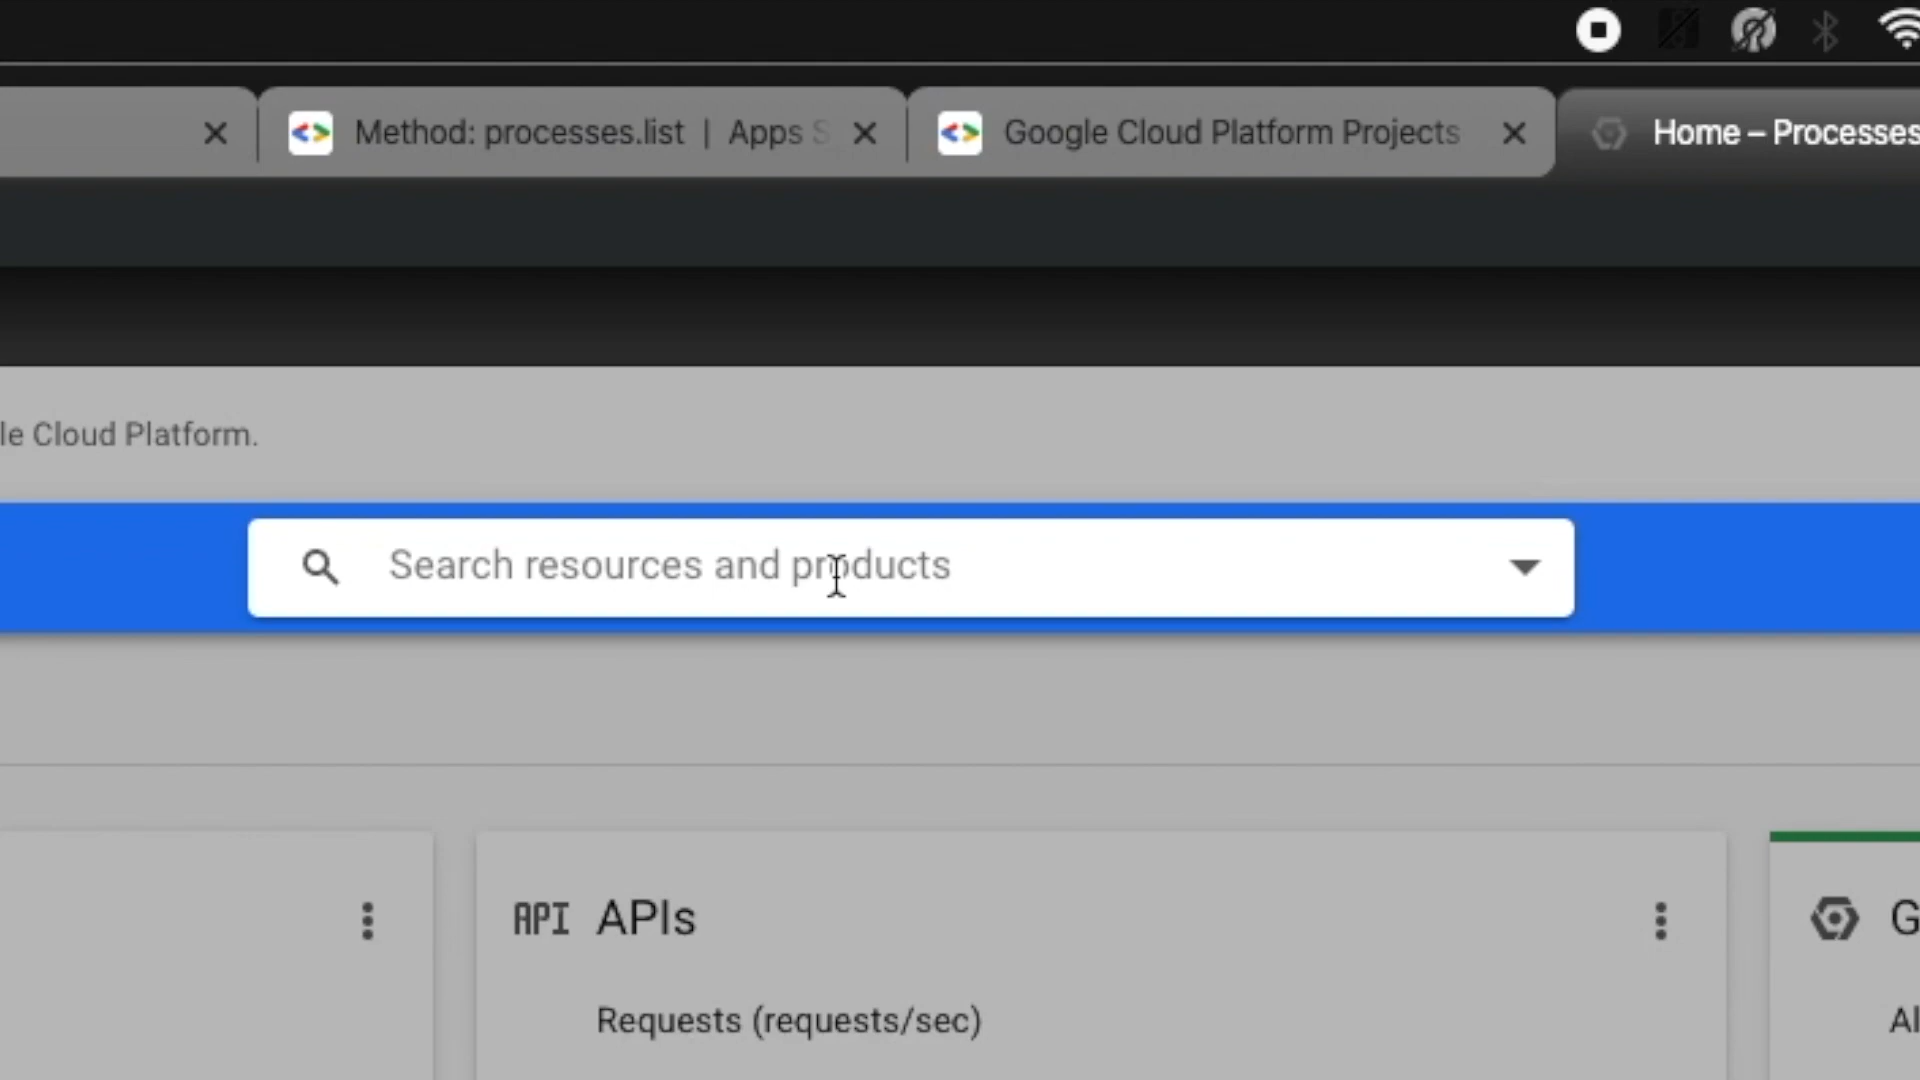 Method: processes.list | Apps S
Google Cloud Platform Projects
Home – Processes
le Cloud Platform.
Search resources and products
API APIs
G
Requests (requests/sec)
Al